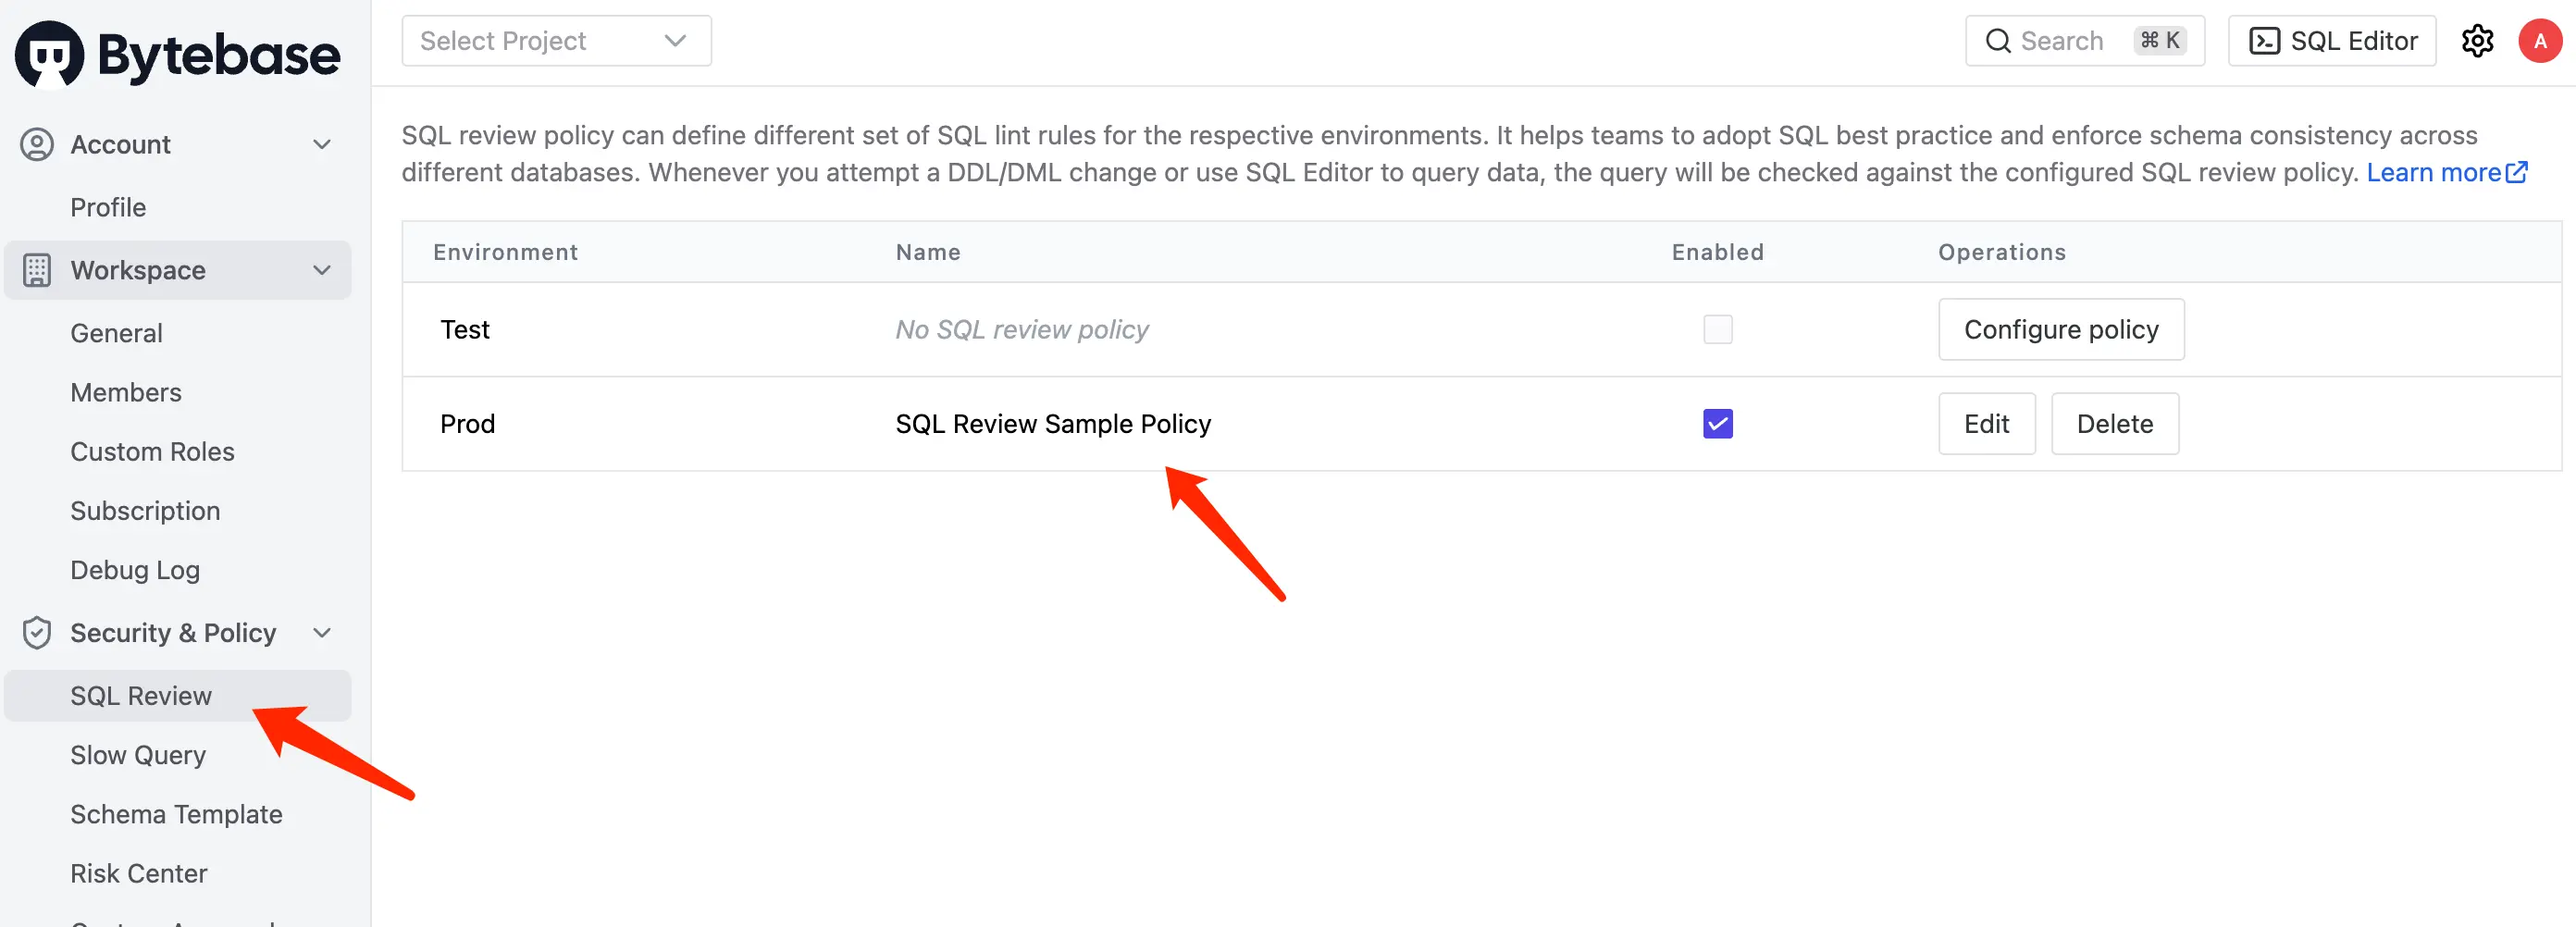 Bytebase
Select Project
Search ⌘ K
SQL Editor
A
Account
Profile
Workspace
General
Members
Custom Roles
Subscription
Debug Log
Security & Policy
SQL Review
Slow Query
Schema Template
Risk Center
SQL review policy can define different set of SQL lint rules for the respective environments. It helps teams to adopt SQL best practice and enforce schema consistency across
different databases. Whenever you attempt a DDL/DML change or use SQL Editor to query data, the query will be checked against the configured SQL review policy. Learn more
Environment Name Enabled Operations
Test No SQL review policy Configure policy
Prod SQL Review Sample Policy Edit Delete